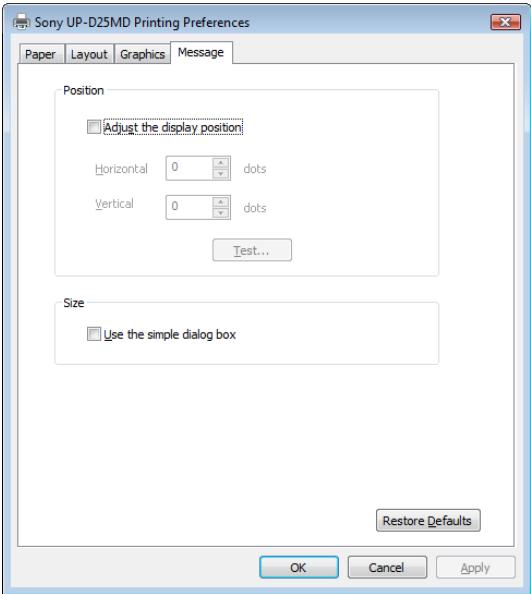 Sony UP-D25MD Printing Preferences
Paper Layout Graphics Message
Position
Adjust the display position
Horizontal 0 dots
Vertical 0 dots
Test...
Size
Use the simple dialog box
Restore Defaults
OK Cancel Apply